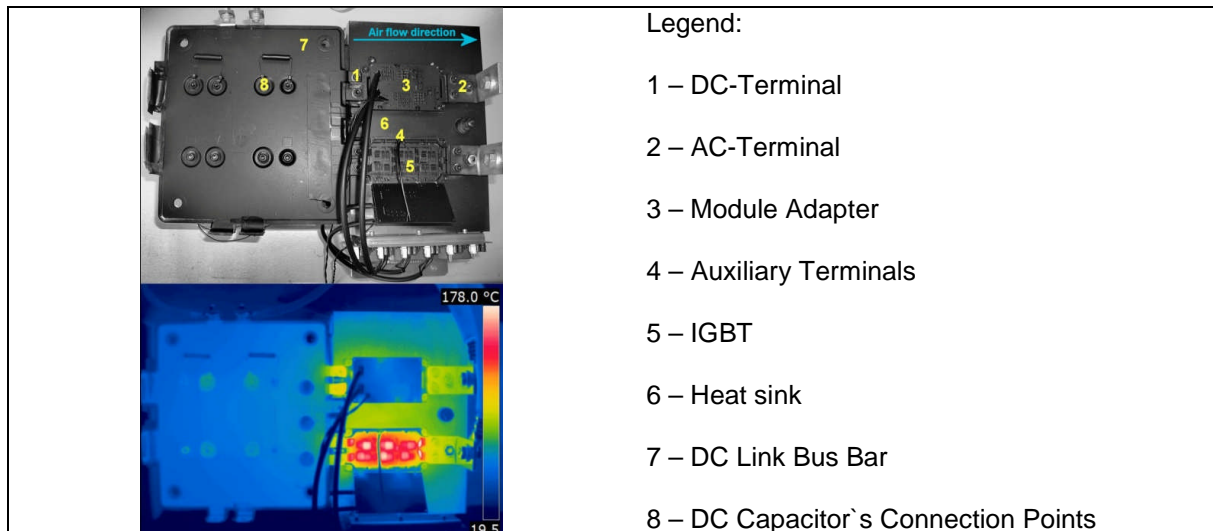 Air flow direction
7
1
8
3
2
6
4
5
178.0 °C
19.5
Legend:
1 – DC-Terminal
2 – AC-Terminal
3 – Module Adapter
4 – Auxiliary Terminals
5 – IGBT
6 – Heat sink
7 – DC Link Bus Bar
8 – DC Capacitor`s Connection Points